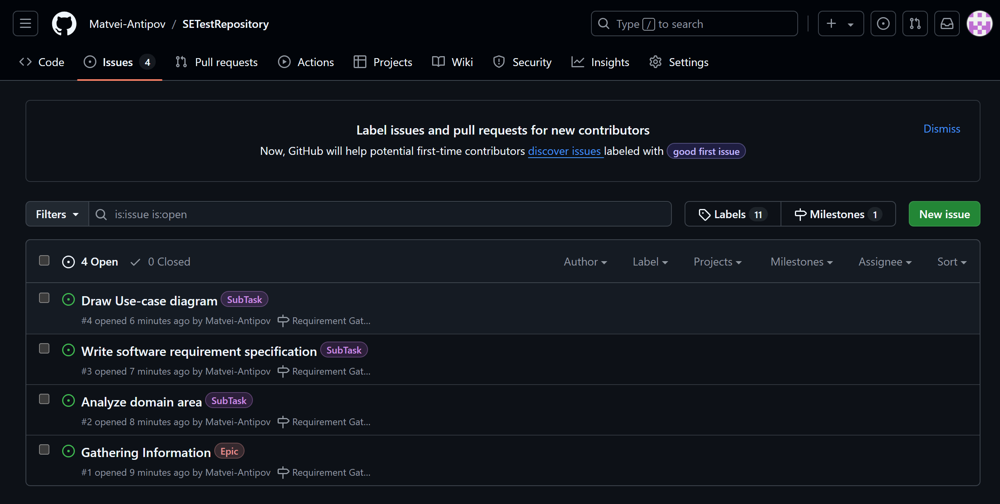 Matvei-Antipov / SETestRepository
Type / to search
Code Issues 4 Pull requests Actions Projects Wiki Security Insights Settings
Label issues and pull requests for new contributors
Dismiss
Now, GitHub will help potential first-time contributors discover issues labeled with good first issue
Filters is:issue is:open Labels 11 Milestones 1 New issue
4 Open 0 Closed Author Label Projects Milestones Assignee Sort
Draw Use-case diagram SubTask
#4 opened 6 minutes ago by Matvei-Antipov Requirement Gat...
Write software requirement specification SubTask
#3 opened 7 minutes ago by Matvei-Antipov Requirement Gat...
Analyze domain area SubTask
#2 opened 8 minutes ago by Matvei-Antipov Requirement Gat...
Gathering Information Epic
#1 opened 9 minutes ago by Matvei-Antipov Requirement Gat...